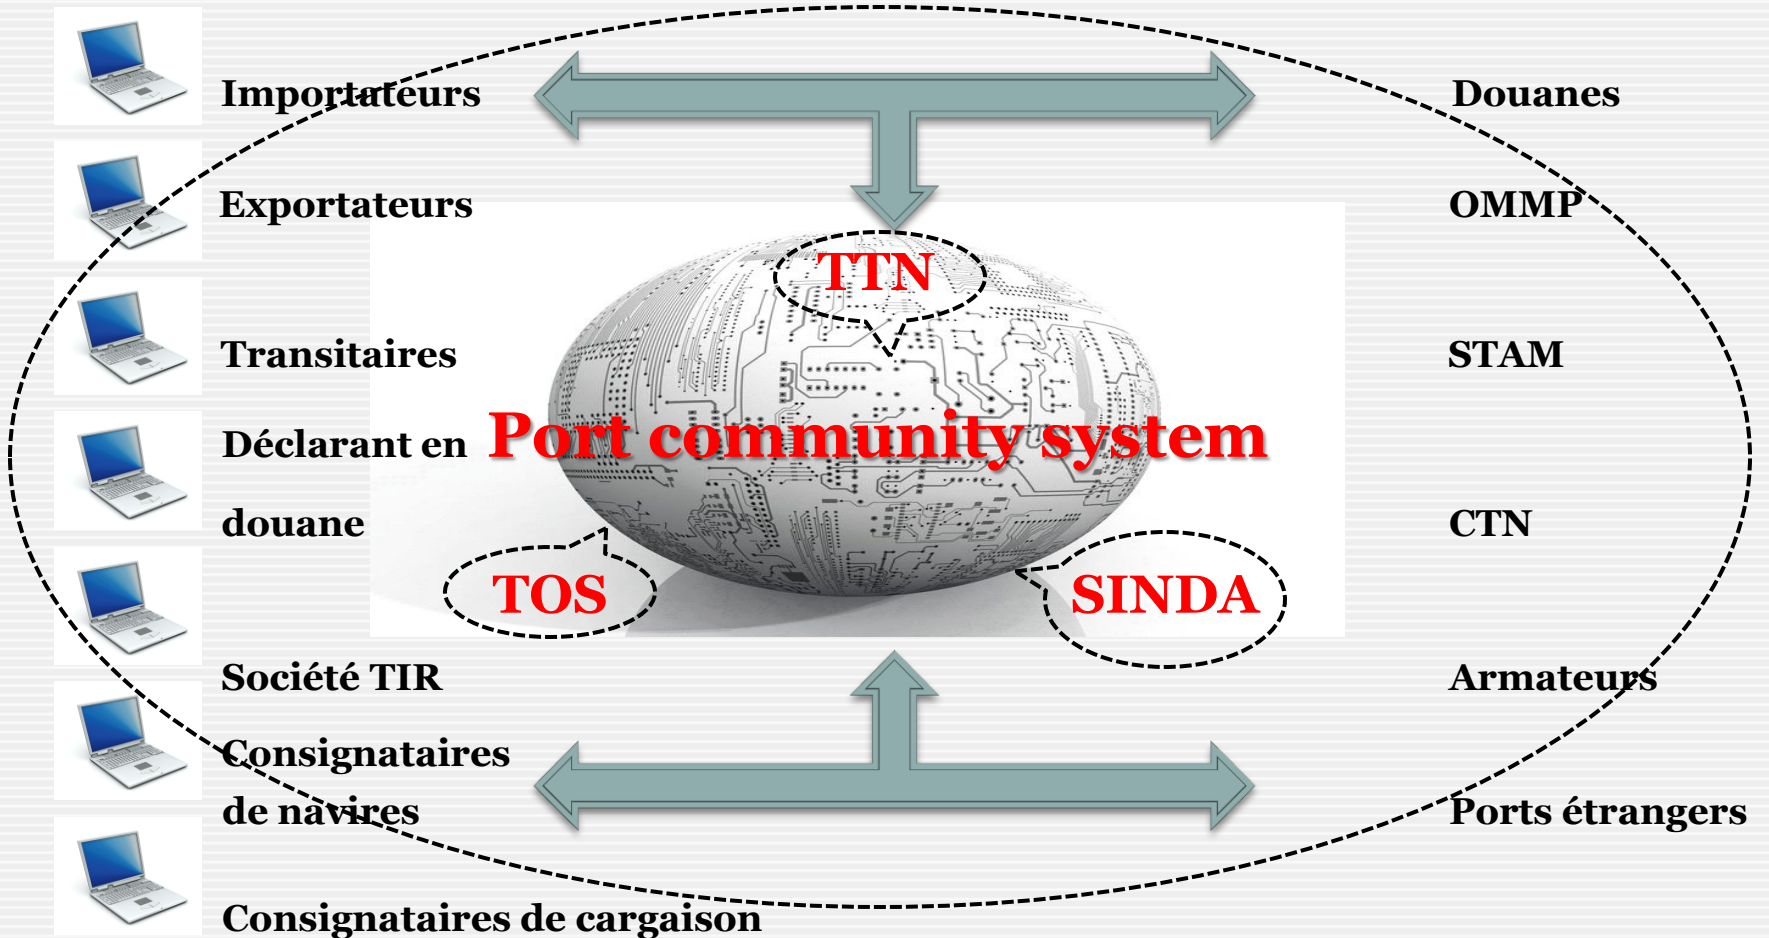 Importateurs
Douanes
Exportateurs
OMMP
TTN
Transitaires
STAM
Déclarant en
douane
Port community system
CTN
TOS
SINDA
Société TIR
Armateurs
Consignataires
de navires
Ports étrangers
Consignataires de cargaison